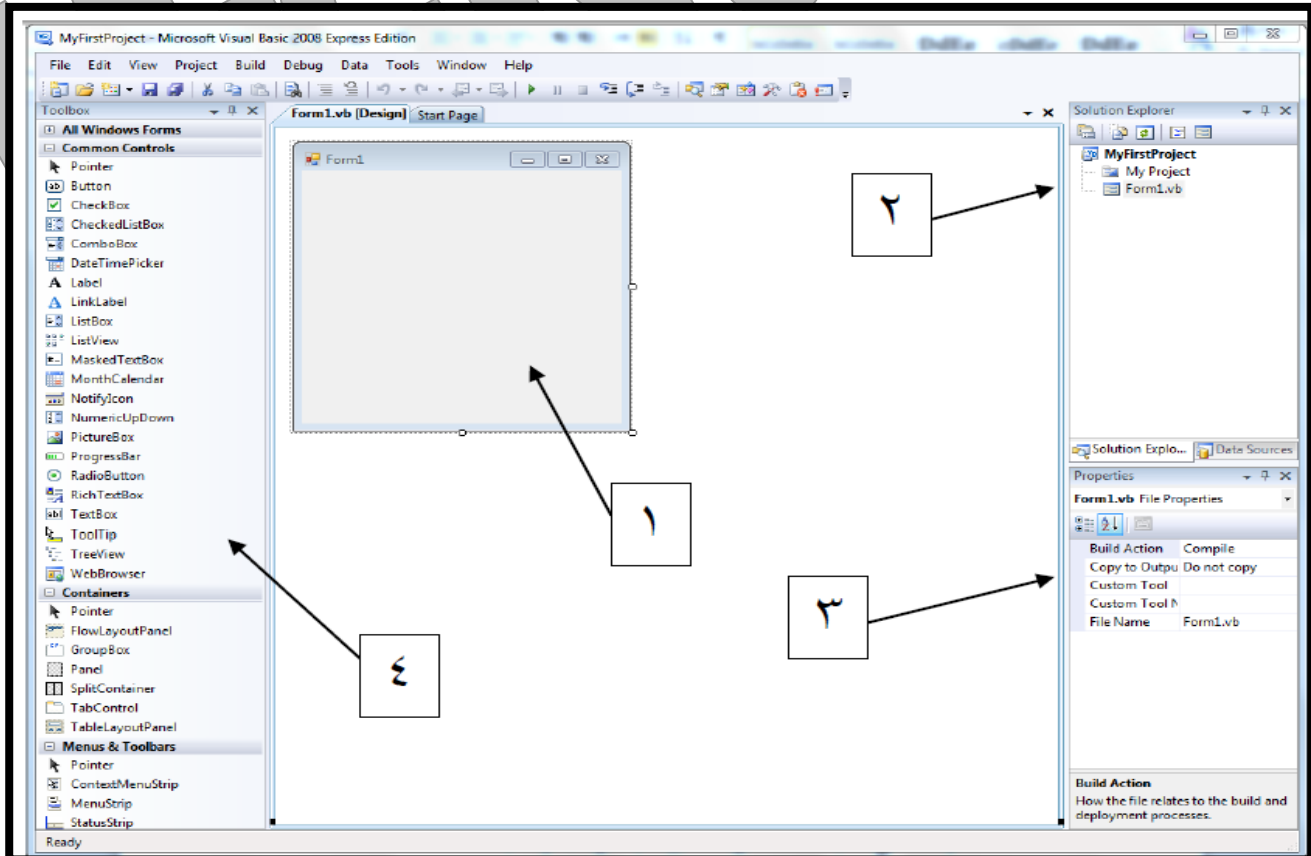 MyFirstProject - Microsoft Visual Basic 2008 Express Edition
File Edit View Project Build Debug Data Tools Window Help
Toolbox
All Windows Forms
Common Controls
Pointer
Button
CheckBox
CheckedListBox
ComboBox
DateTimePicker
Label
LinkLabel
ListBox
ListView
MaskedTextBox
MonthCalendar
NotifyIcon
NumericUpDown
PictureBox
ProgressBar
RadioButton
RichTextBox
TextBox
ToolTip
TreeView
WebBrowser
Containers
Pointer
FlowLayoutPanel
GroupBox
Panel
SplitContainer
TabControl
TableLayoutPanel
Menus & Toolbars
Pointer
ContextMenuStrip
MenuStrip
StatusStrip
Form1.vb [Design] Start Page
Form1
١
٢
٣
٤
Solution Explorer
MyFirstProject
My Project
Form1.vb
Solution Explo... Data Sources
Properties
Form1.vb File Properties
Build Action Compile
Copy to Outpu Do not copy
Custom Tool
Custom Tool N
File Name Form1.vb
Build Action
How the file relates to the build and
deployment processes.
Ready